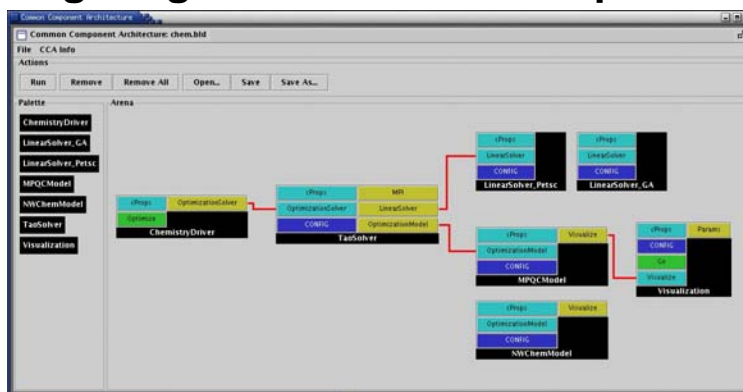 Common Component Architecture
Common Component Architecture: chem.bld
File CCA Info
Actions
Run Remove Remove All Open... Save Save As...
Palette
Arena
ChemistryDriver
LinearSolver_GA
LinearSolver_Petsc
MPQCModel
NWChemModel
TaoSolver
Visualization
cProps OptimizationSolver
Optimize
ChemistryDriver
cProps MPI
OptimizationSolver LinearSolver
CONFIG OptimizationModel
TaoSolver
cProps
LinearSolver
CONFIG
LinearSolver_Petsc
cProps
LinearSolver
CONFIG
LinearSolver_GA
cProps Visualize
OptimizationModel
CONFIG
MPQCModel
cProps Params
CONFIG
Go
Visualize
Visualization
cProps Visualize
OptimizationModel
CONFIG
NWChemModel